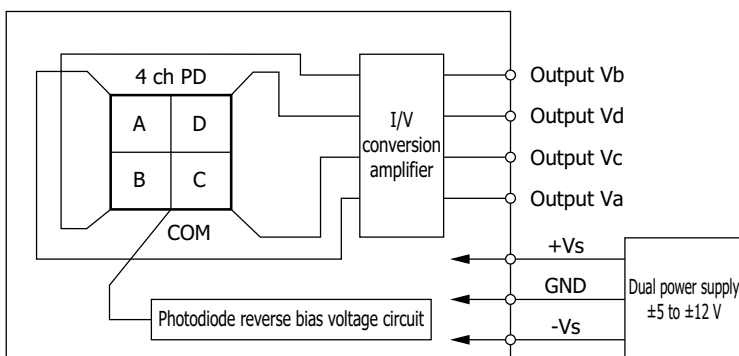 4 ch PD
A
D
B
C
COM
I/V
conversion
amplifier
Output Vb
Output Vd
Output Vc
Output Va
+Vs
GND
-Vs
Dual power supply
±5 to ±12 V
Photodiode reverse bias voltage circuit